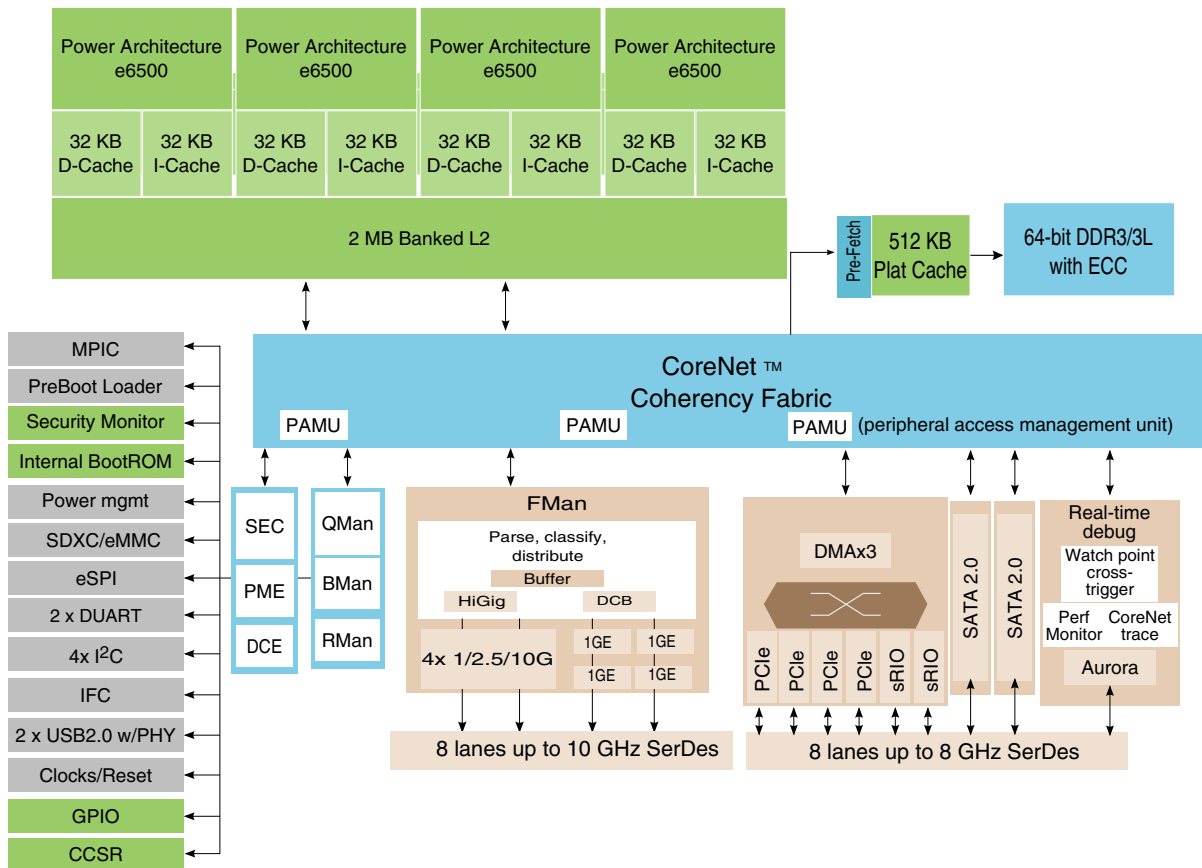 Power Architecture
e6500
Power Architecture
e6500
Power Architecture
e6500
Power Architecture
e6500
32 KB
D-Cache
32 KB
I-Cache
32 KB
D-Cache
32 KB
I-Cache
32 KB
D-Cache
32 KB
I-Cache
32 KB
D-Cache
32 KB
I-Cache
2 MB Banked L2
Pre-Fetch
512 KB
Plat Cache
64-bit DDR3/3L
with ECC
MPIC
PreBoot Loader
Security Monitor
Internal BootROM
Power mgmt
SDXC/eMMC
eSPI
2 x DUART
4x I²C
IFC
2 x USB2.0 w/PHY
Clocks/Reset
GPIO
CCSR
CoreNet TM
Coherency Fabric
PAMU
PAMU
PAMU (peripheral access management unit)
SEC
PME
DCE
QMan
BMan
RMan
FMan
Parse, classify,
distribute
Buffer
HiGig
DCB
4x 1/2.5/10G
1GE
1GE
1GE
1GE
8 lanes up to 10 GHz SerDes
DMAx3
PCIe
PCIe
PCIe
PCIe
sRIO
sRIO
SATA 2.0
SATA 2.0
Real-time
debug
Watch point
cross-
trigger
Perf
Monitor
CoreNet
trace
Aurora
8 lanes up to 8 GHz SerDes